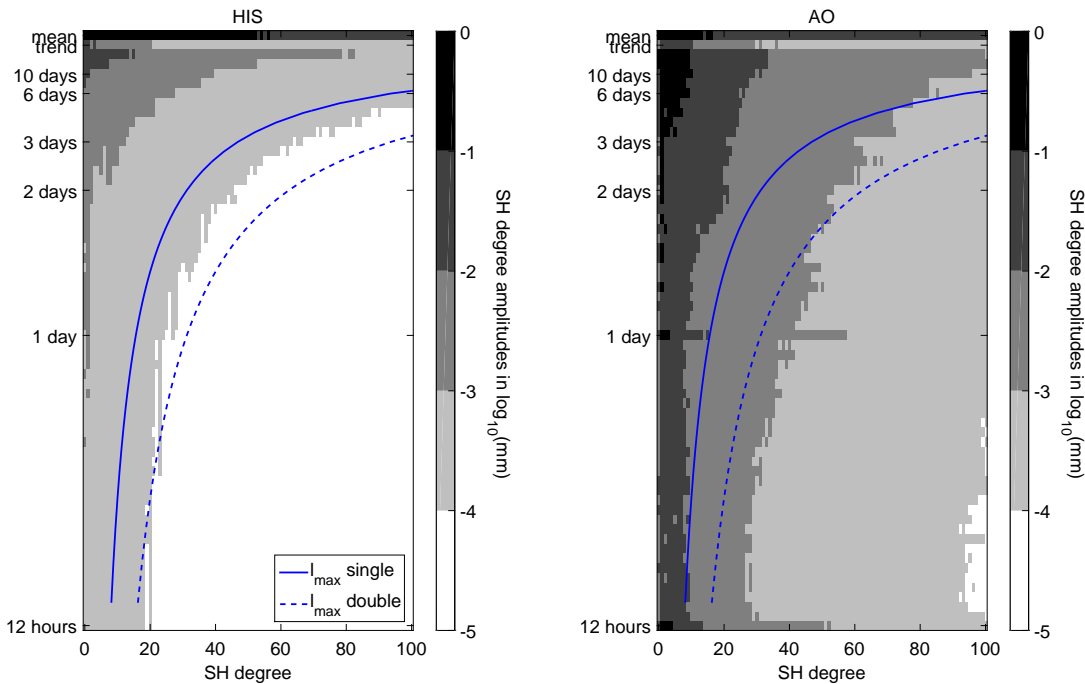 HIS
mean
trend
10 days
6 days
3 days
2 days
1 day
12 hours
0 20 40 60 80 100
SH degree
l_max single
l_max double
0
-1
-2
-3
-4
-5
SH degree amplitudes in log_10(mm)
AO
mean
trend
10 days
6 days
3 days
2 days
1 day
12 hours
0 20 40 60 80 100
SH degree
0
-1
-2
-3
-4
-5
SH degree amplitudes in log_10(mm)